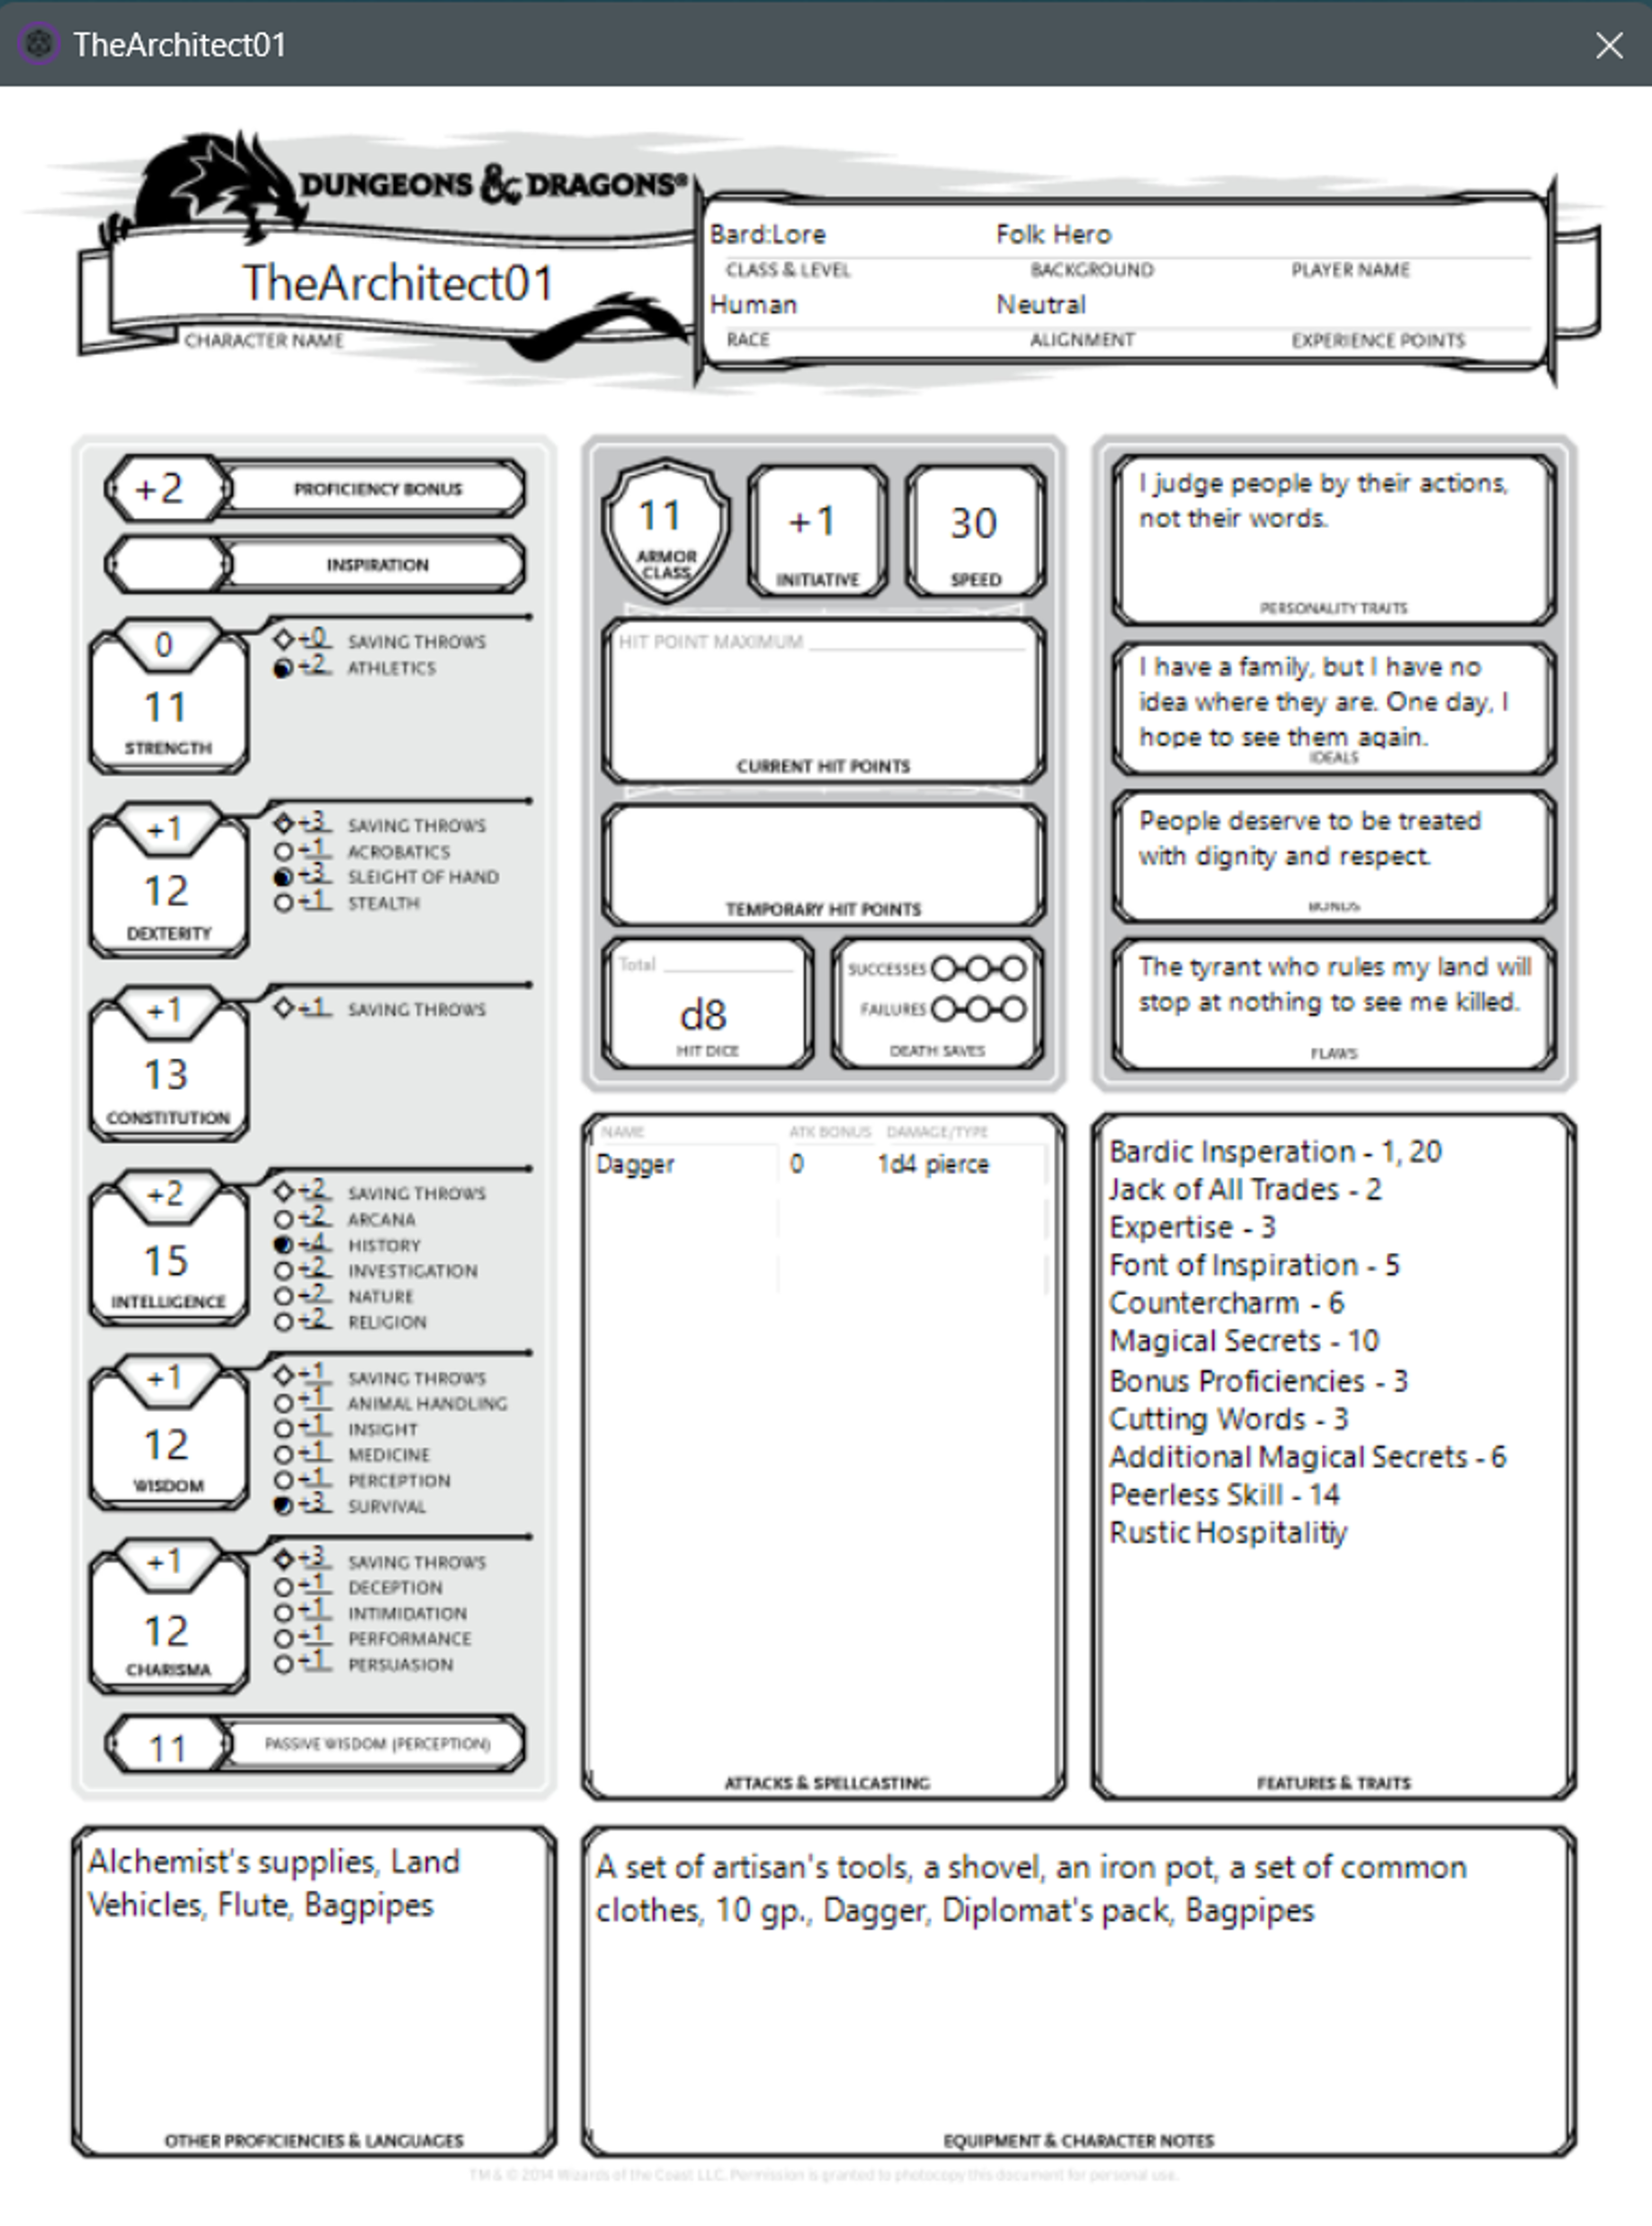 TheArchitect01
DUNGEONS & DRAGONS®
TheArchitect01
CHARACTER NAME
Bard:Lore Folk Hero
CLASS & LEVEL BACKGROUND PLAYER NAME
Human Neutral
RACE ALIGNMENT EXPERIENCE POINTS
+2 PROFICIENCY BONUS
INSPIRATION
0
11
STRENGTH
+0 SAVING THROWS
+2 ATHLETICS
+1
12
DEXTERITY
+3 SAVING THROWS
+1 ACROBATICS
+3 SLEIGHT OF HAND
+1 STEALTH
+1
13
CONSTITUTION
+1 SAVING THROWS
+2
15
INTELLIGENCE
+2 SAVING THROWS
+2 ARCANA
+4 HISTORY
+2 INVESTIGATION
+2 NATURE
+2 RELIGION
+1
12
WISDOM
+1 SAVING THROWS
+1 ANIMAL HANDLING
+1 INSIGHT
+1 MEDICINE
+1 PERCEPTION
+3 SURVIVAL
+1
12
CHARISMA
+3 SAVING THROWS
+1 DECEPTION
+1 INTIMIDATION
+1 PERFORMANCE
+1 PERSUASION
11 PASSIVE WISDOM (PERCEPTION)
11
ARMOR
CLASS
+1
INITIATIVE
30
SPEED
HIT POINT MAXIMUM
CURRENT HIT POINTS
TEMPORARY HIT POINTS
Total
d8
HIT DICE
SUCCESSES
FAILURES
DEATH SAVES
I judge people by their actions,
not their words.
PERSONALITY TRAITS
I have a family, but I have no
idea where they are. One day, I
hope to see them again.
IDEALS
People deserve to be treated
with dignity and respect.
BONDS
The tyrant who rules my land will
stop at nothing to see me killed.
FLAWS
NAME ATK BONUS DAMAGE/TYPE
Dagger 0 1d4 pierce
ATTACKS & SPELLCASTING
Bardic Insperation - 1, 20
Jack of All Trades - 2
Expertise - 3
Font of Inspiration - 5
Countercharm - 6
Magical Secrets - 10
Bonus Proficiencies - 3
Cutting Words - 3
Additional Magical Secrets - 6
Peerless Skill - 14
Rustic Hospitalitiy
FEATURES & TRAITS
Alchemist's supplies, Land
Vehicles, Flute, Bagpipes
OTHER PROFICIENCIES & LANGUAGES
A set of artisan's tools, a shovel, an iron pot, a set of common
clothes, 10 gp., Dagger, Diplomat's pack, Bagpipes
EQUIPMENT & CHARACTER NOTES
TM & © 2014 Wizards of the Coast LLC. Permission is granted to photocopy this document for personal use.